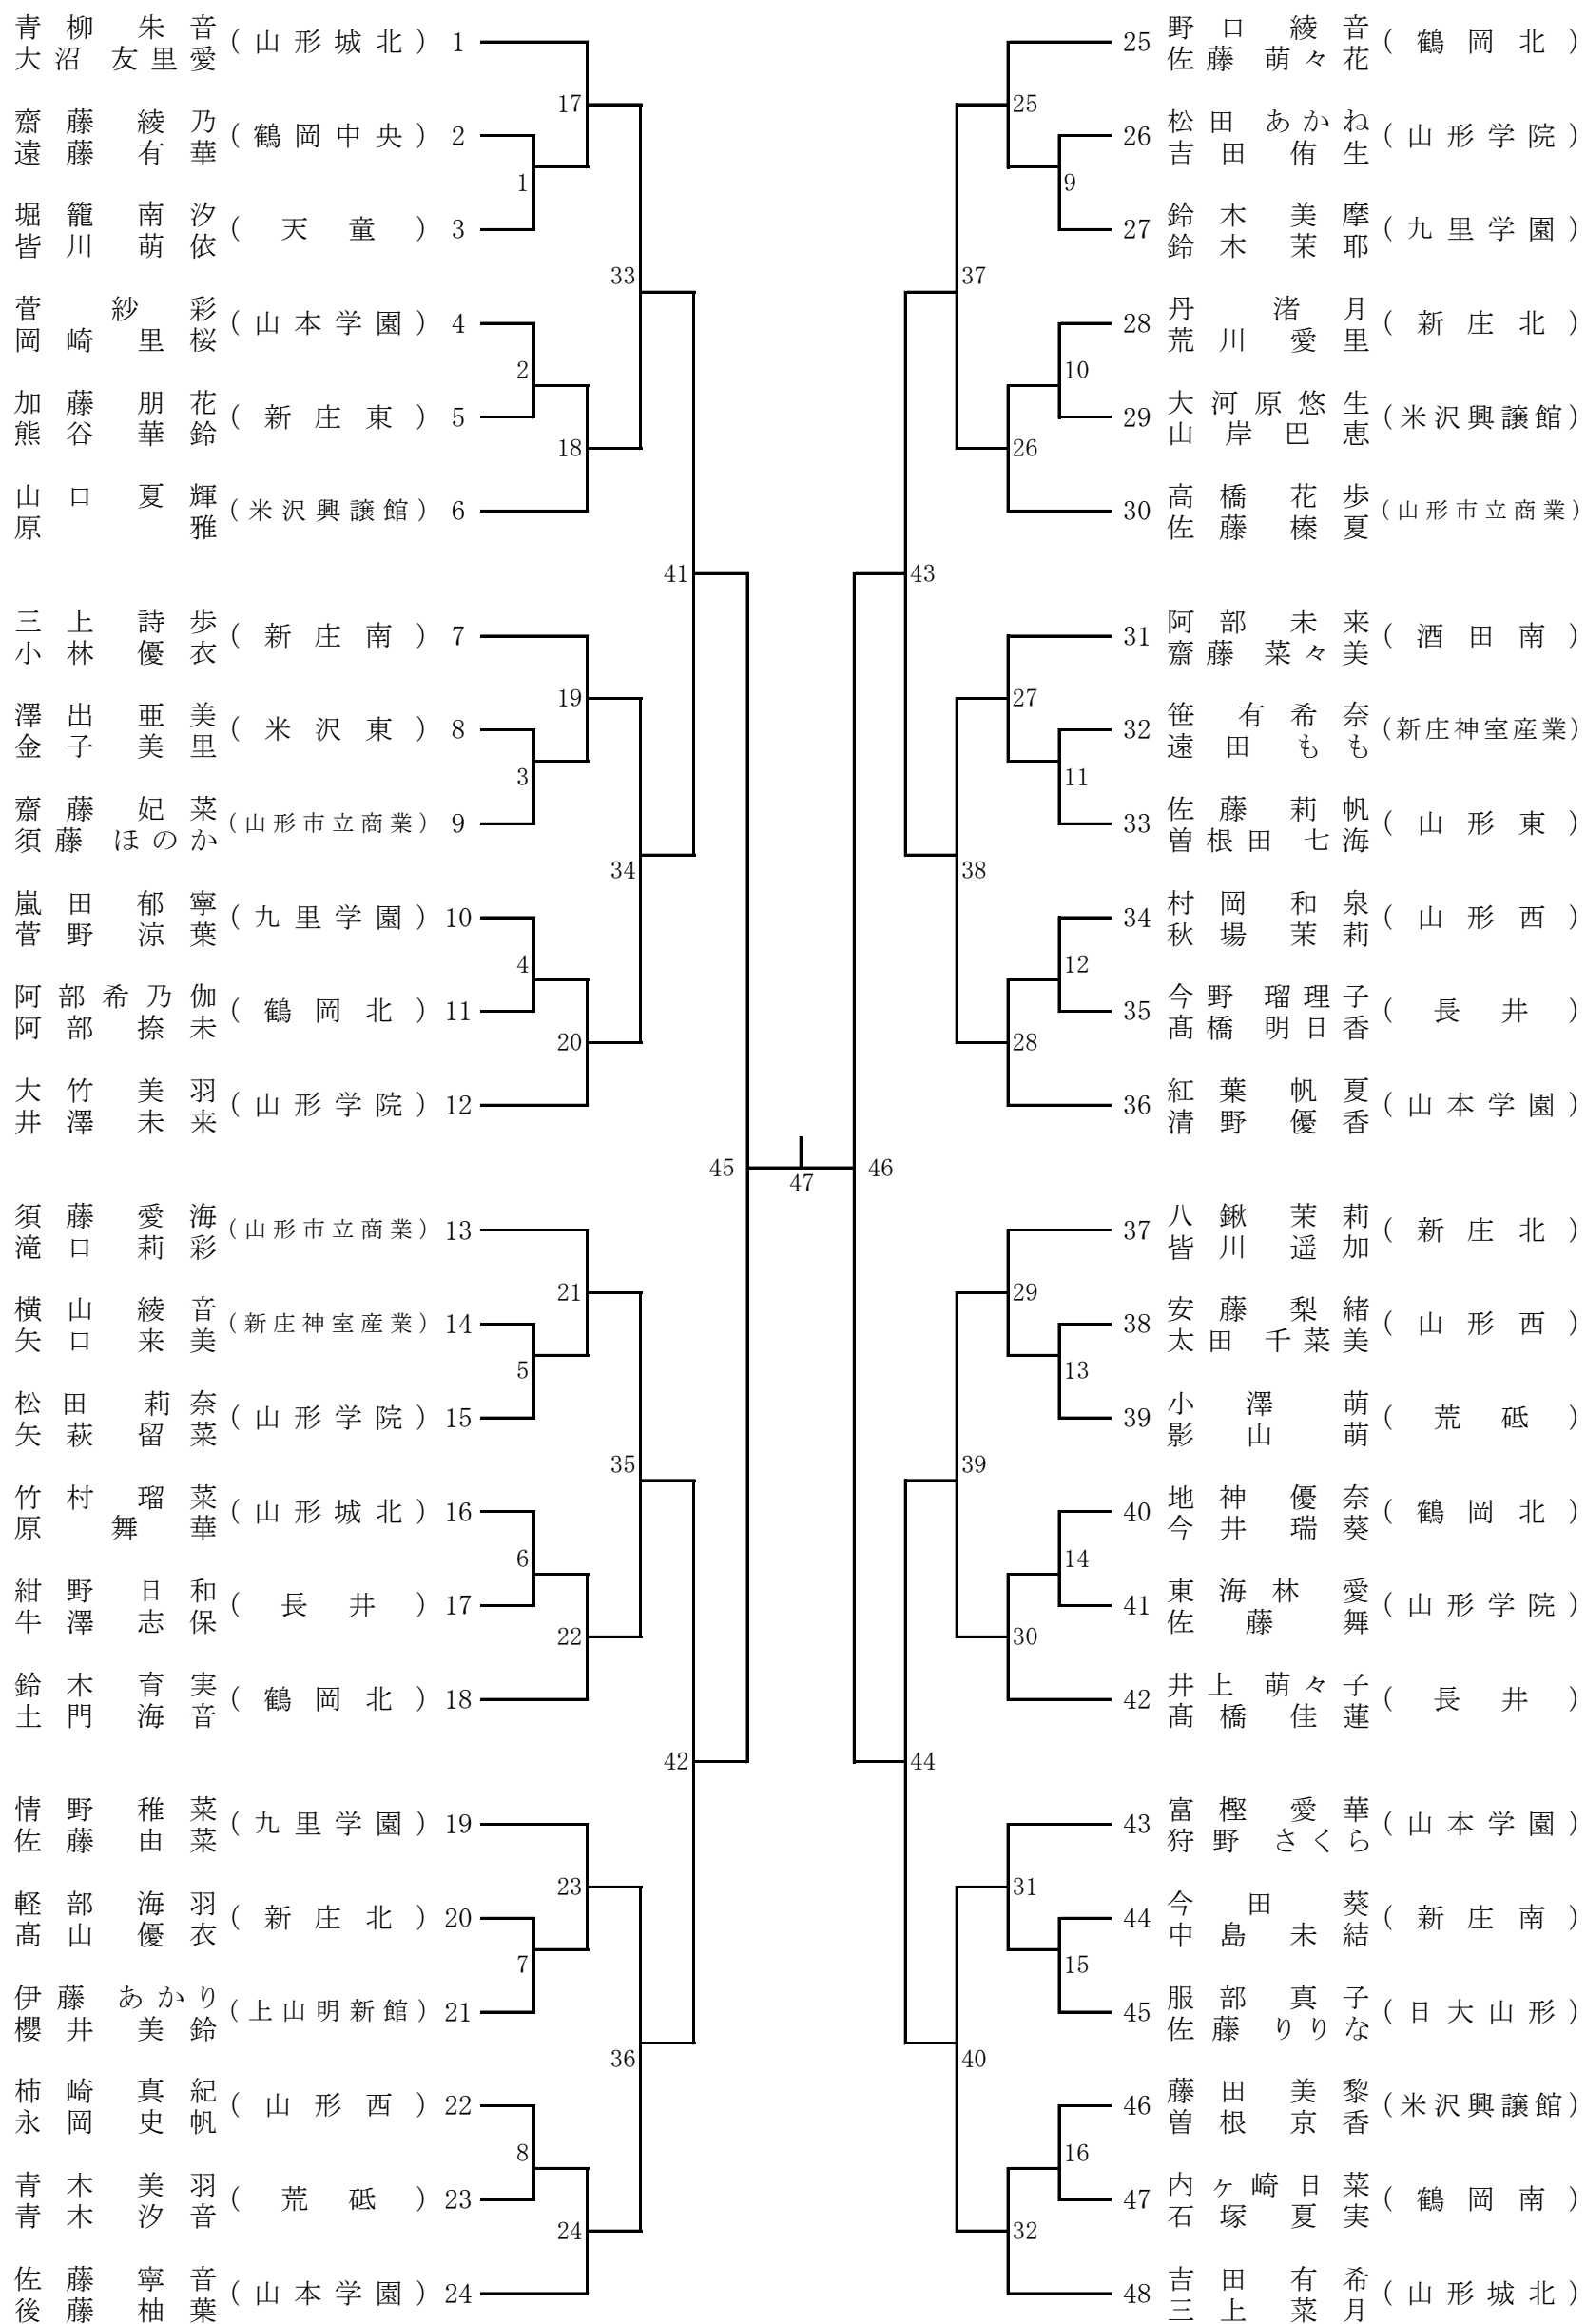 青柳 朱音
大沼 友里愛
(山形城北) 1
齋藤 綾乃
遠藤 有華
(鶴岡中央) 2
堀籠 南汐
皆川 萌依
(天童) 3
菅 紗彩
岡崎 里桜
(山本学園) 4
加藤 朋花
熊谷 華鈴
(新庄東) 5
山口 夏輝
原 雅
(米沢興譲館) 6
三上 詩歩
小林 優衣
(新庄南) 7
澤出 亜美
金子 美里
(米沢東) 8
齋藤 妃菜
須藤 ほのか
(山形市立商業) 9
嵐田 郁寧
菅野 涼葉
(九里学園) 10
阿部 希乃伽
阿部 捺未
(鶴岡北) 11
大竹 美羽
井澤 未来
(山形学院) 12
須藤 愛海
滝口 莉彩
(山形市立商業) 13
横山 綾音
矢口 来美
(新庄神室産業) 14
松田 莉奈
矢萩 留菜
(山形学院) 15
竹村 瑠菜
原 舞華
(山形城北) 16
紺野 日和
牛澤 志保
(長井) 17
鈴木 育実
土門 海音
(鶴岡北) 18
情野 稚菜
佐藤 由菜
(九里学園) 19
軽部 海羽
髙山 優衣
(新庄北) 20
伊藤 あかり
櫻井 美鈴
(上山明新館) 21
柿崎 真紀
永岡 史帆
(山形西) 22
青木 美羽
青木 汐音
(荒砥) 23
佐藤 寧音
後藤 柚葉
(山本学園) 24
17
1
33
2
18
41
19
3
34
4
20
45
21
5
35
6
22
42
23
7
36
8
24
47
46
25
9
37
10
26
43
27
11
38
12
28
29
13
39
14
30
44
31
15
40
16
32
25 野口 綾音
佐藤 萌々花
(鶴岡北)
26 松田 あかね
吉田 侑生
(山形学院)
27 鈴木 美摩
鈴木 茉耶
(九里学園)
28 丹 渚月
荒川 愛里
(新庄北)
29 大河原 悠生
山岸 巴恵
(米沢興譲館)
30 高橋 花歩
佐藤 榛夏
(山形市立商業)
31 阿部 未来
齋藤 菜々美
(酒田南)
32 笹 有希奈
遠田 もも
(新庄神室産業)
33 佐藤 莉帆
曽根田 七海
(山形東)
34 村岡 和泉
秋場 茉莉
(山形西)
35 今野 瑠理子
髙橋 明日香
(長井)
36 紅葉 帆夏
清野 優香
(山本学園)
37 八鍬 茉莉
皆川 遥加
(新庄北)
38 安藤 梨緒
太田 千菜美
(山形西)
39 小澤 萌
影山 萌
(荒砥)
40 地神 優奈
今井 瑞葵
(鶴岡北)
41 東海林 愛
佐藤 舞
(山形学院)
42 井上 萌々子
髙橋 佳蓮
(長井)
43 富樫 愛華
狩野 さくら
(山本学園)
44 今田 葵
中島 未結
(新庄南)
45 服部 真子
佐藤 りりな
(日大山形)
46 藤田 美黎
曽根 京香
(米沢興譲館)
47 内ヶ崎 日菜
石塚 夏実
(鶴岡南)
48 吉田 有希
三上 菜月
(山形城北)